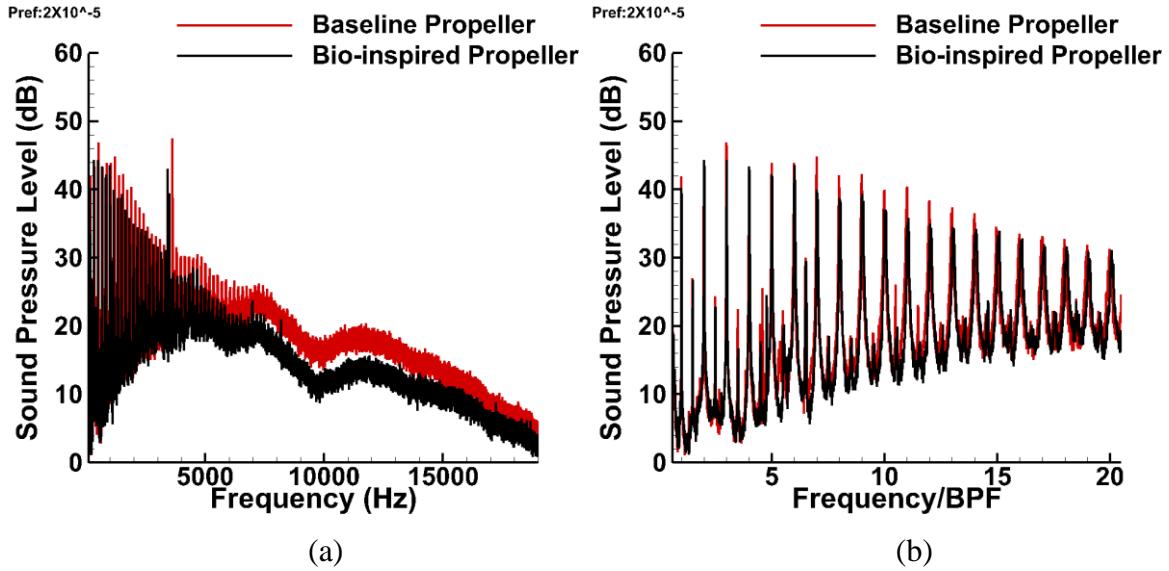 Pref:2X10^-5
Baseline Propeller
Bio-inspired Propeller
Sound Pressure Level (dB)
60
50
40
30
20
10
0
5000 10000 15000
Frequency (Hz)
(a)
Pref:2X10^-5
Baseline Propeller
Bio-inspired Propeller
Sound Pressure Level (dB)
60
50
40
30
20
10
0
5 10 15 20
Frequency/BPF
(b)